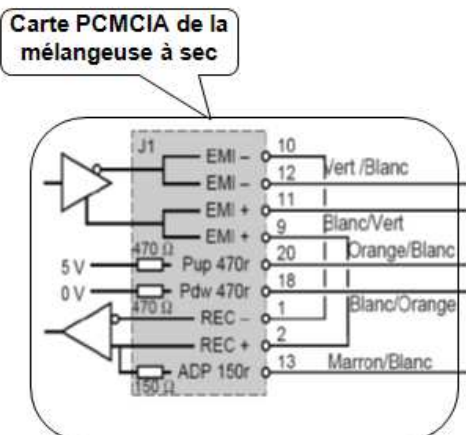 Carte PCMCIA de la
mélangeuse à sec
J1
EMI – 10
EMI – 12 Vert /Blanc
EMI + 11
EMI + 9 Blanc/Vert
470 Ω
5 V Pup 470r 20 Orange/Blanc
0 V Pdw 470r 18
470 Ω
REC – 1 Blanc/Orange
REC + 2
ADP 150r 13 Marron/Blanc
150 Ω